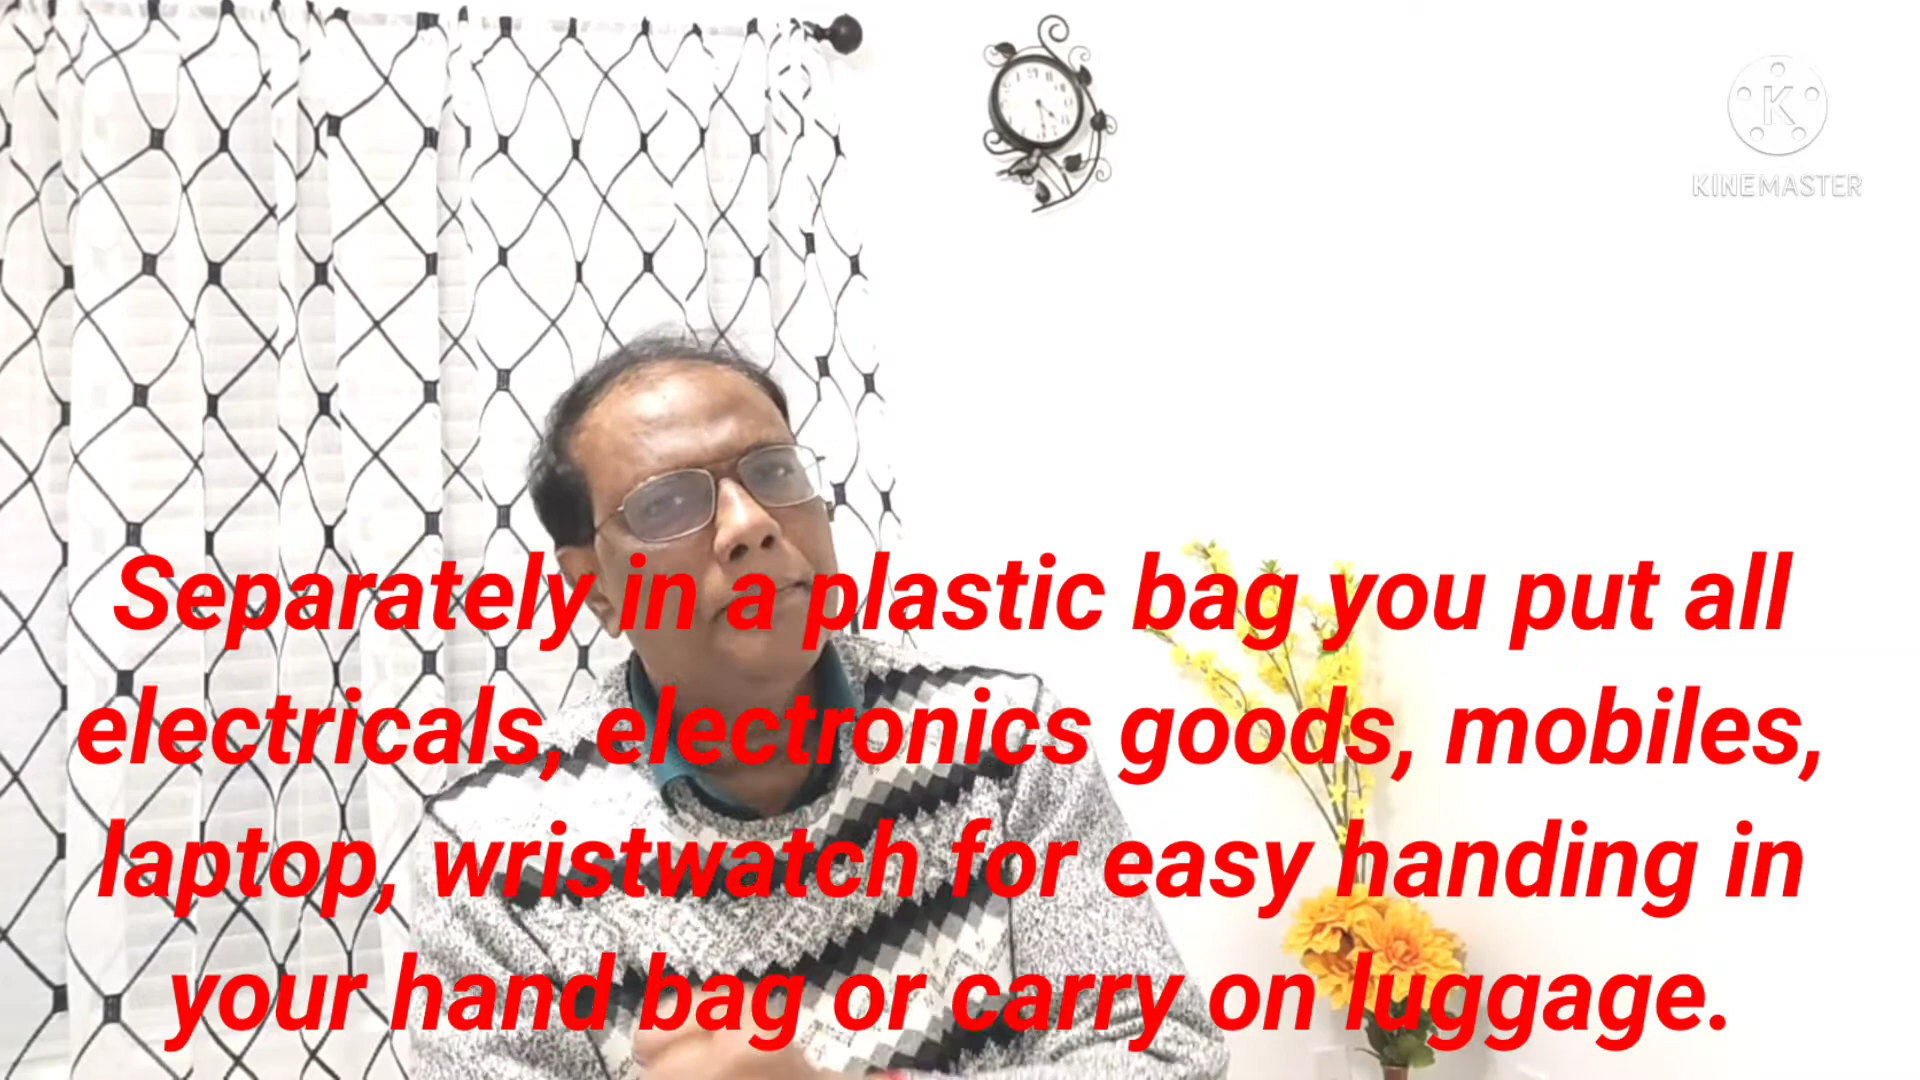 KINEMASTER
Separately in a plastic bag you put all
electricals, electronics goods, mobiles,
laptop, wristwatch for easy handing in
your hand bag or carry on luggage.